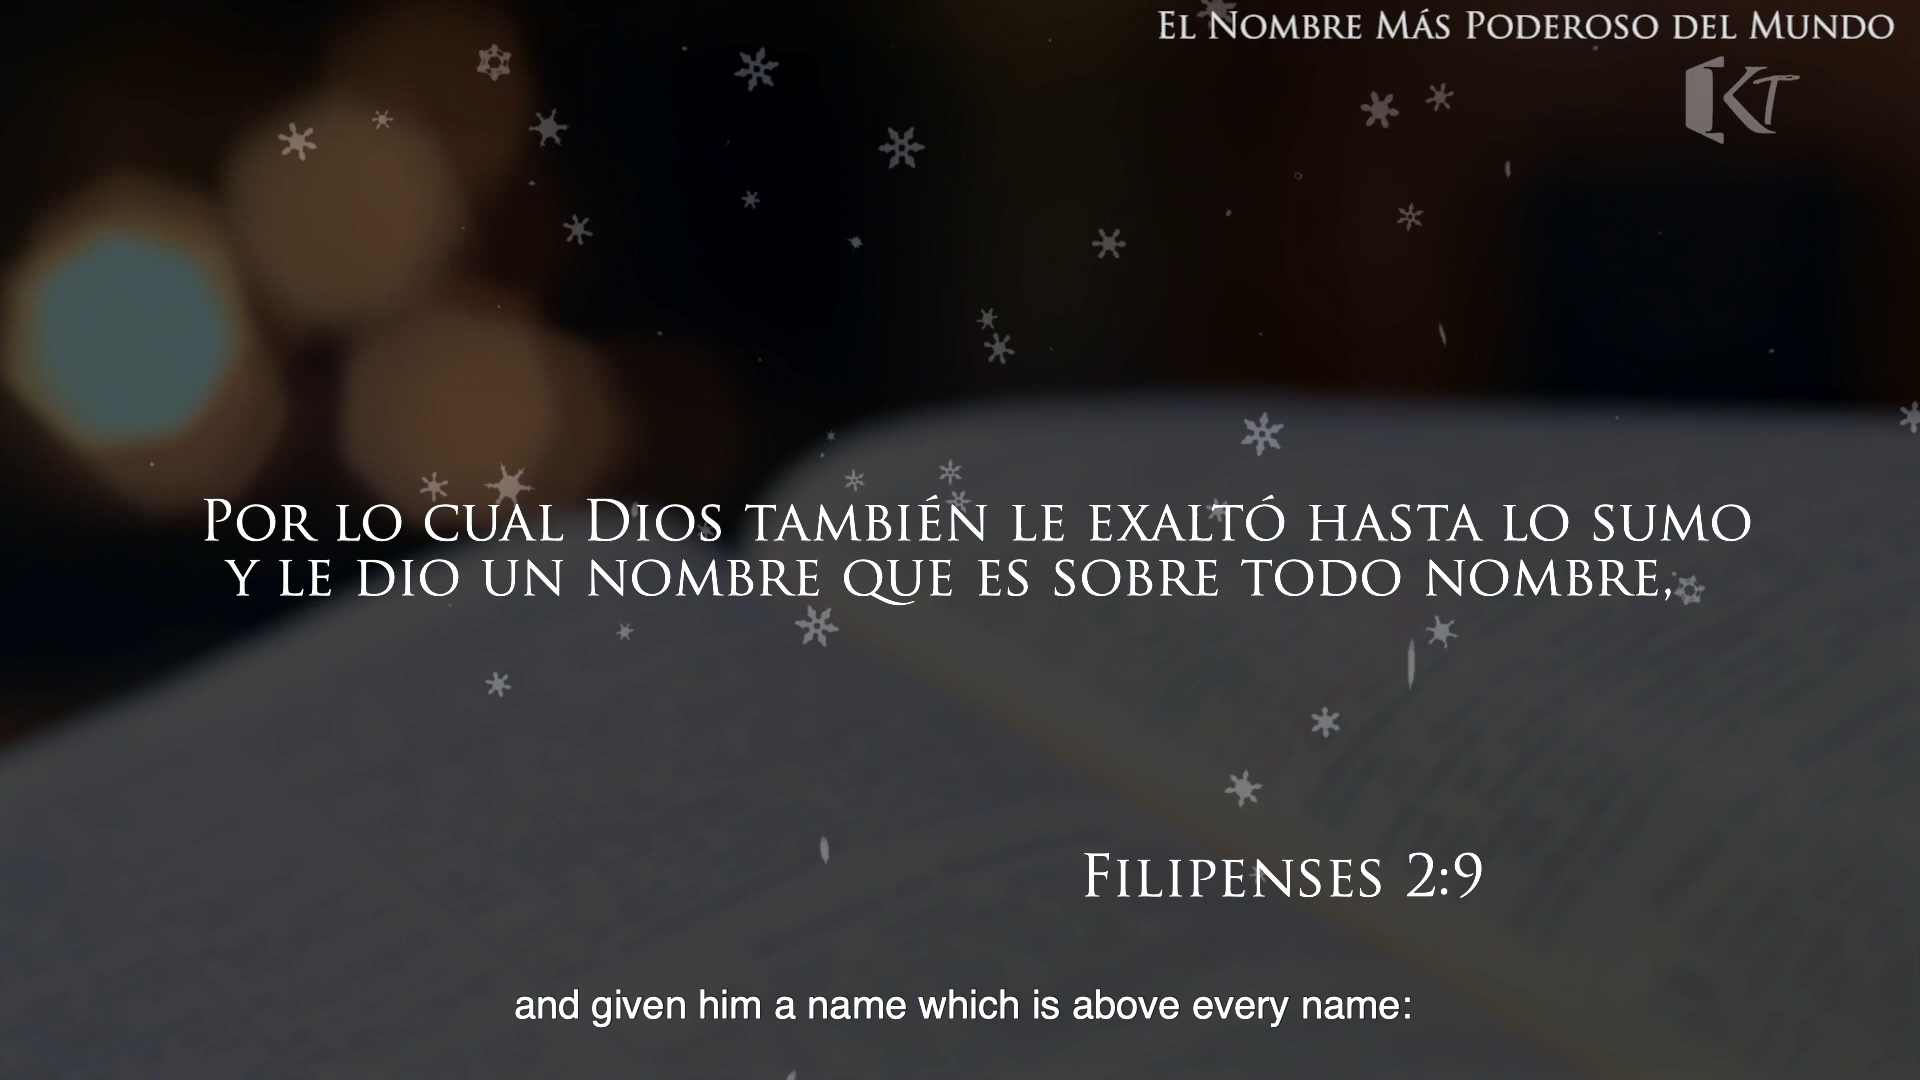 El Nombre Más Poderoso del Mundo
KT
Por lo cual Dios también le exaltó hasta lo sumo
y le dio un nombre que es sobre todo nombre,
Filipenses 2:9
and given him a name which is above every name: